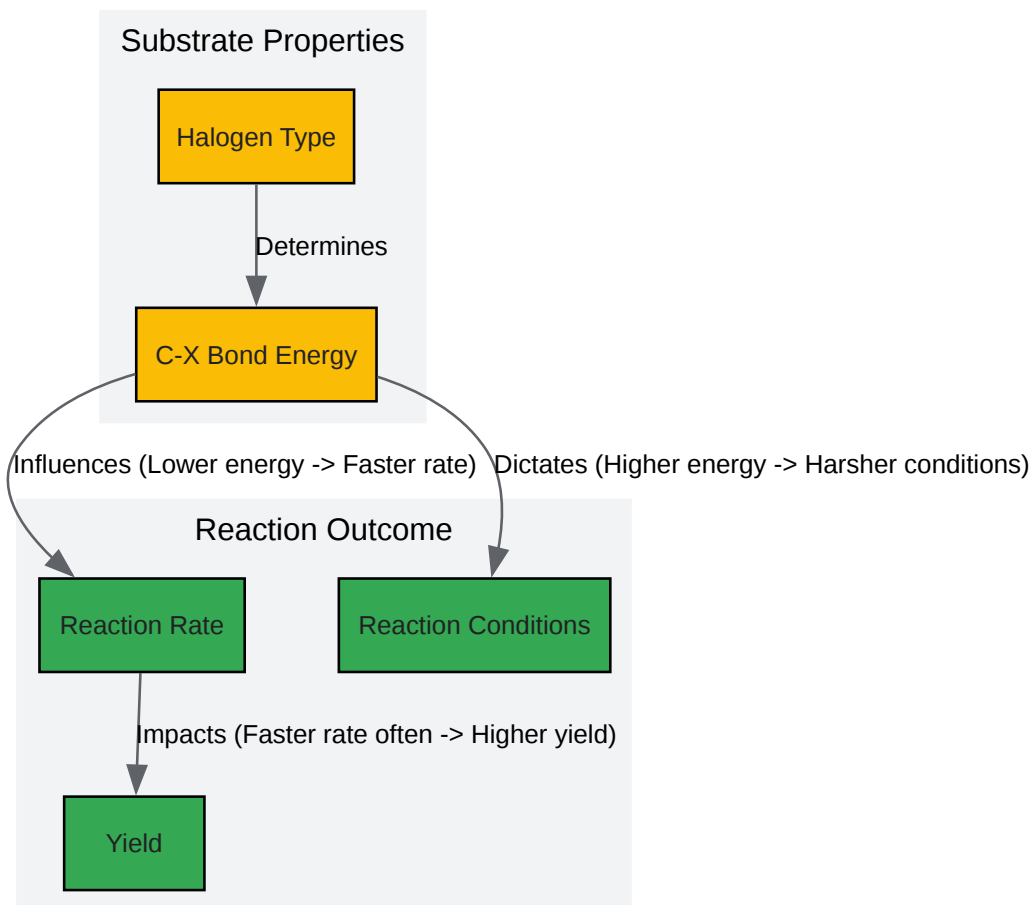 Substrate Properties
Halogen Type
Determines
C-X Bond Energy
Influences (Lower energy -> Faster rate)
Dictates (Higher energy -> Harsher conditions)
Reaction Outcome
Reaction Rate
Reaction Conditions
Impacts (Faster rate often -> Higher yield)
Yield